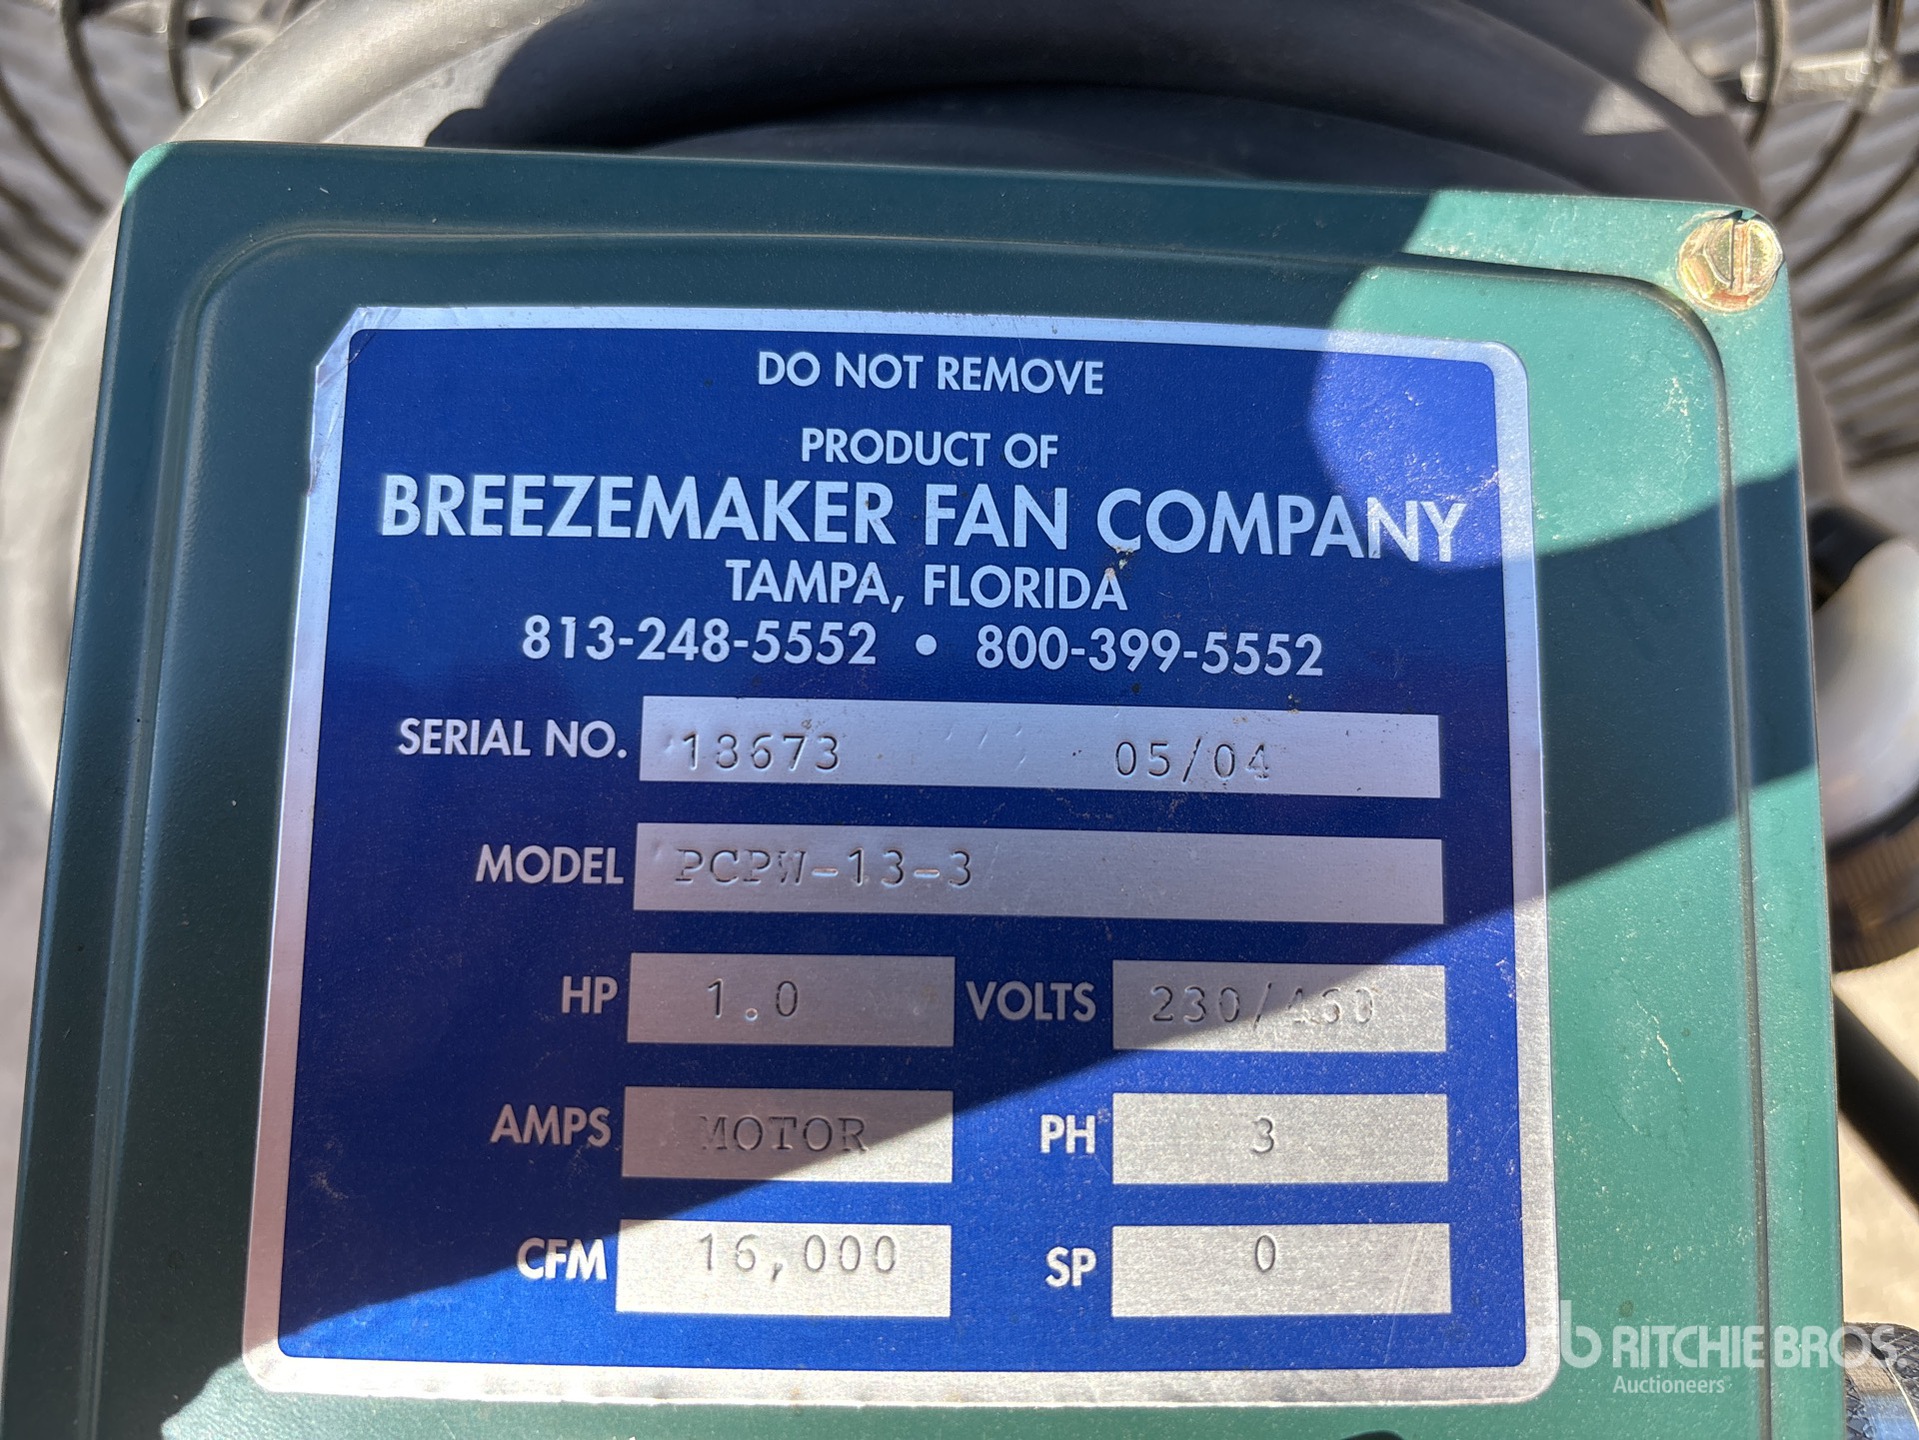 DO NOT REMOVE
PRODUCT OF
BREEZEMAKER FAN COMPANY
TAMPA, FLORIDA
813-248-5552 • 800-399-5552
SERIAL NO. 13673 05/04
MODEL PCPW-13-3
HP 1.0 VOLTS 230/460
AMPS MOTOR PH 3
CFM 16,000 SP 0
rb RITCHIE BROS.
Auctioneers